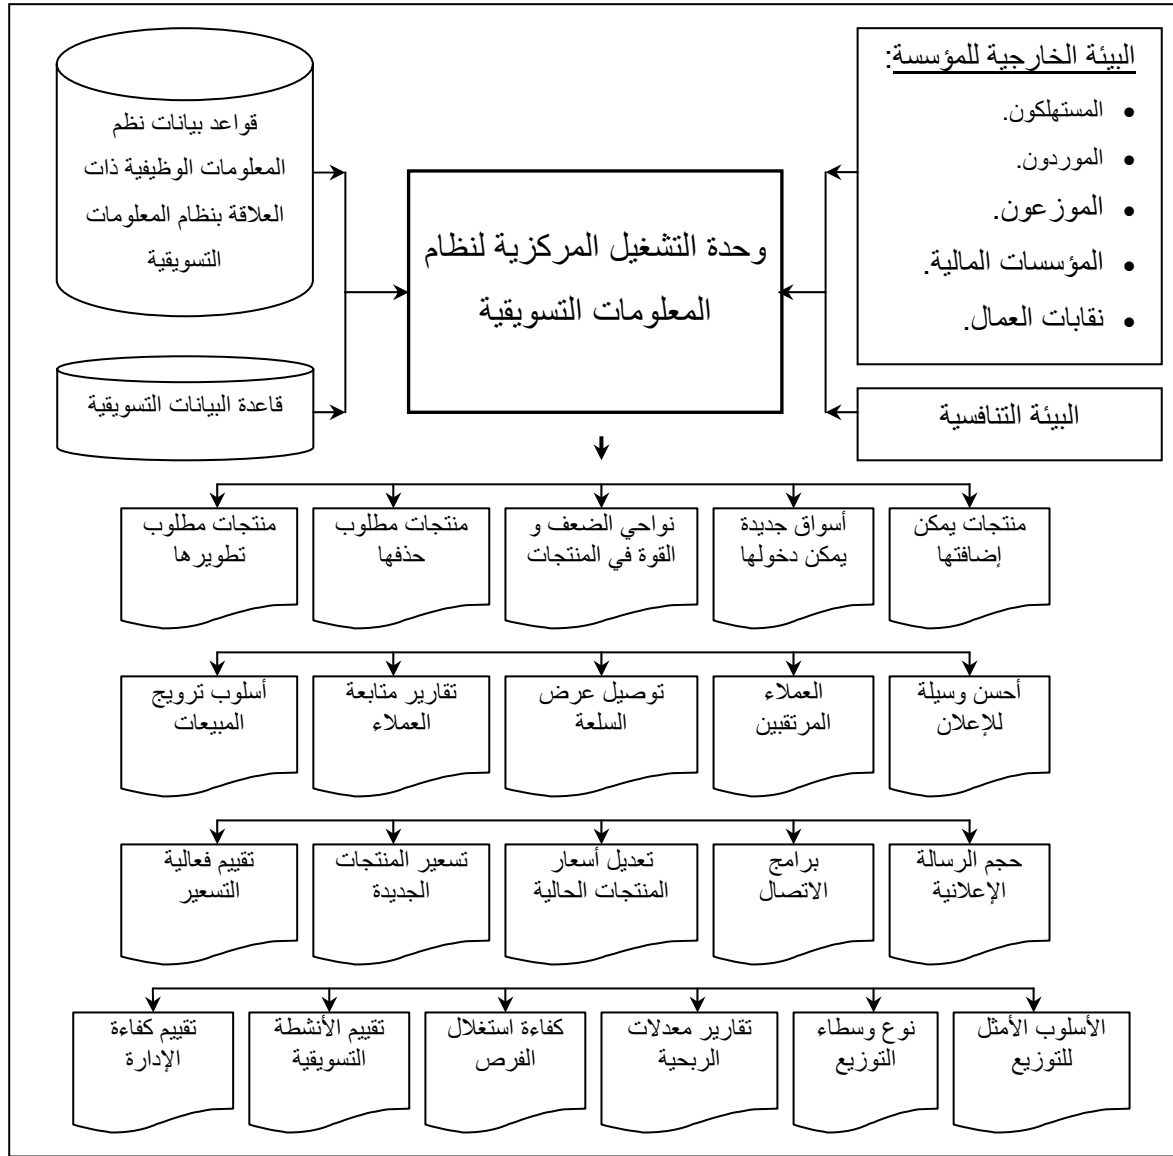 البيئة الخارجية للمؤسسة:
• المستهلكون.
• الموردون.
• الموزعون.
• المؤسسات المالية.
• نقابات العمال.
البيئة التنافسية
وحدة التشغيل المركزية لنظام
المعلومات التسويقية
قواعد بيانات نظم
المعلومات الوظيفية ذات
العلاقة بنظام المعلومات
التسويقية
قاعدة البيانات التسويقية
منتجات يمكن
إضافتها
أسواق جديدة
يمكن دخولها
نواحي الضعف و
القوة في المنتجات
منتجات مطلوب
حذفها
منتجات مطلوب
تطويرها
أحسن وسيلة
للإعلان
العملاء
المرتقبين
توصيل عرض
السلعة
تقارير متابعة
العملاء
أسلوب ترويج
المبيعات
حجم الرسالة
الإعلانية
برامج
الاتصال
تعديل أسعار
المنتجات الحالية
تسعير المنتجات
الجديدة
تقييم فعالية
التسعير
الأسلوب الأمثل
للتوزيع
نوع وسطاء
التوزيع
تقارير معدلات
الربحية
كفاءة استغلال
الفرص
تقييم الأنشطة
التسويقية
تقييم كفاءة
الإدارة